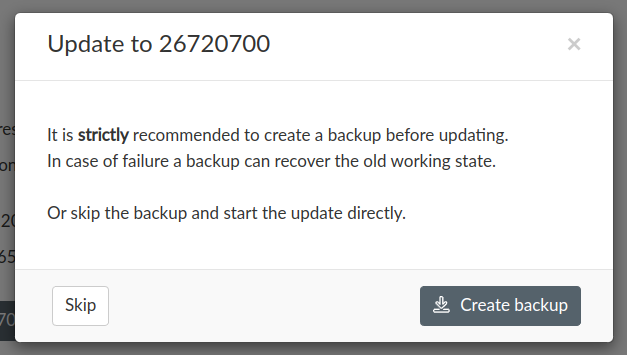 Update to 26720700
×
It is strictly recommended to create a backup before updating.
In case of failure a backup can recover the old working state.
Or skip the backup and start the update directly.
Skip
Create backup